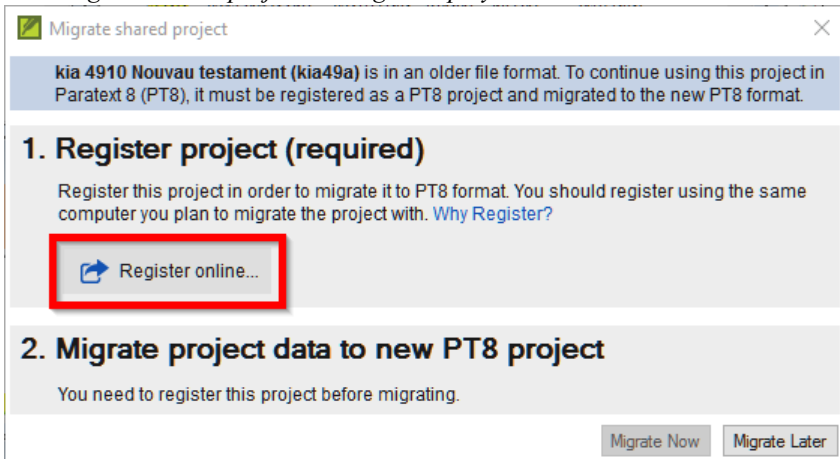 Migrate shared project
kia 4910 Nouvau testament (kia49a) is in an older file format. To continue using this project in
Paratext 8 (PT8), it must be registered as a PT8 project and migrated to the new PT8 format.
1. Register project (required)
Register this project in order to migrate it to PT8 format. You should register using the same
computer you plan to migrate the project with. Why Register?
Register online...
2. Migrate project data to new PT8 project
You need to register this project before migrating.
Migrate Now Migrate Later